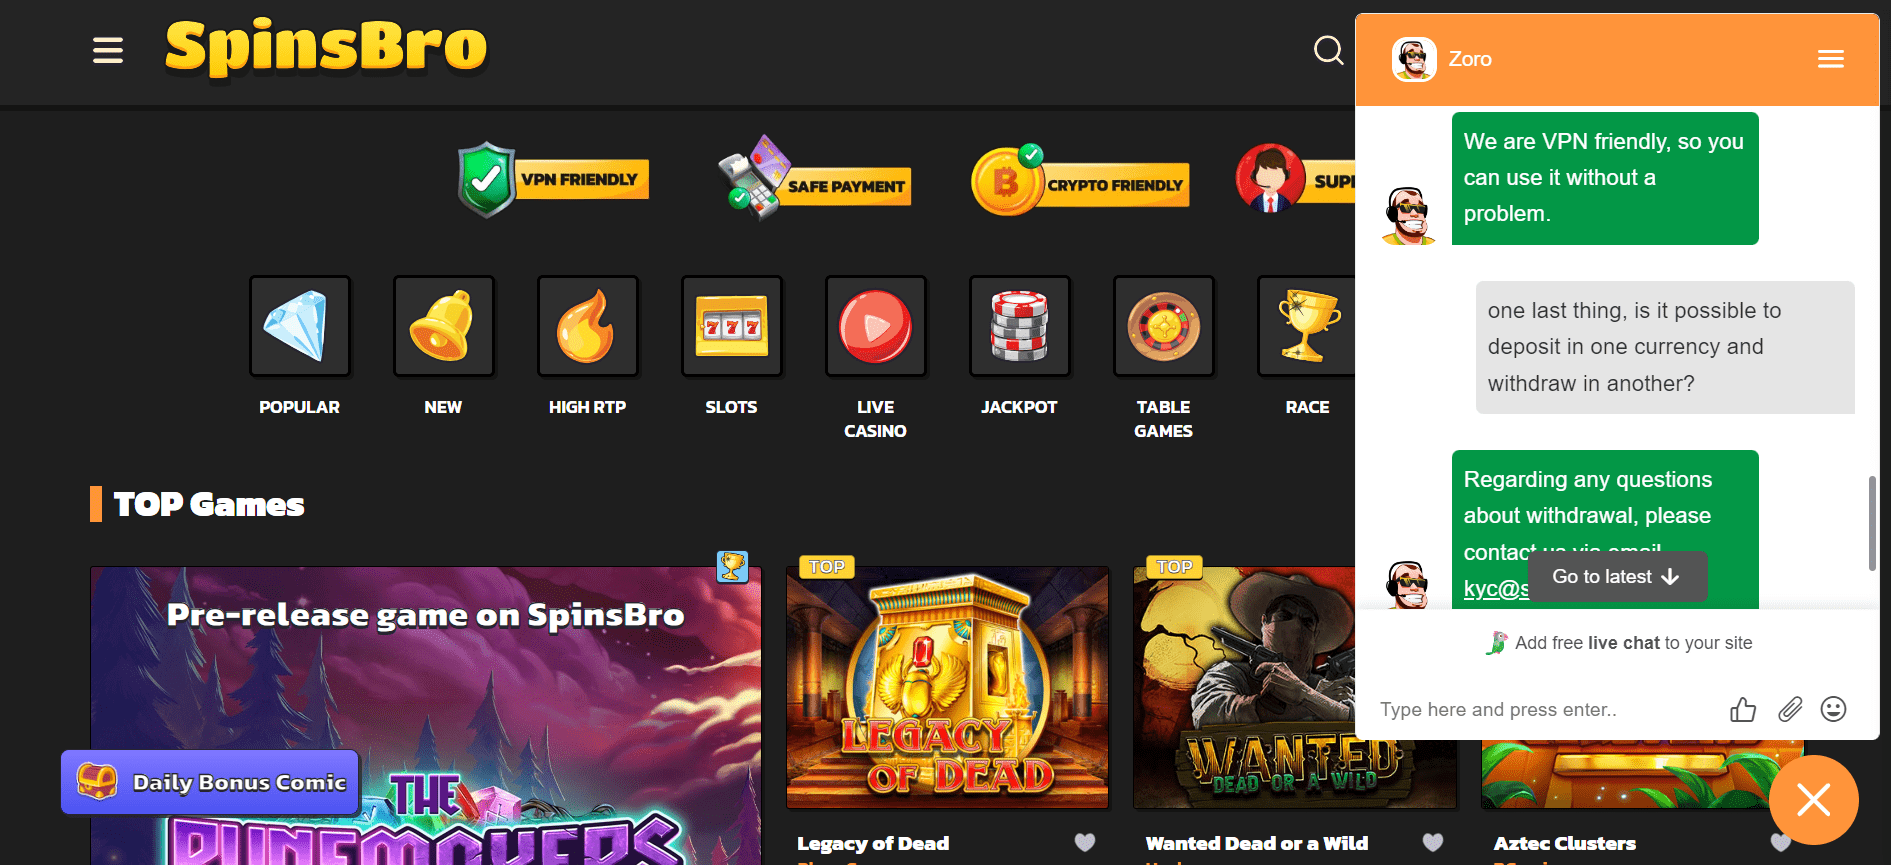 SpinsBro
VPN FRIENDLY
SAFE PAYMENT
CRYPTO FRIENDLY
POPULAR
NEW
HIGH RTP
SLOTS
LIVE
CASINO
JACKPOT
TABLE
GAMES
RACE
TOP Games
Pre-release game on SpinsBro
THE
RUNEMAKERS
Daily Bonus Comic
TOP
LEGACY
OF DEAD
Legacy of Dead
TOP
WANTED
DEAD OR A WILD
Wanted Dead or a Wild
Aztec Clusters
Zoro
We are VPN friendly, so you
can use it without a
problem.
one last thing, is it possible to
deposit in one currency and
withdraw in another?
Regarding any questions
about withdrawal, please
contact us via email
kyc@s
Go to latest
Add free live chat to your site
Type here and press enter..